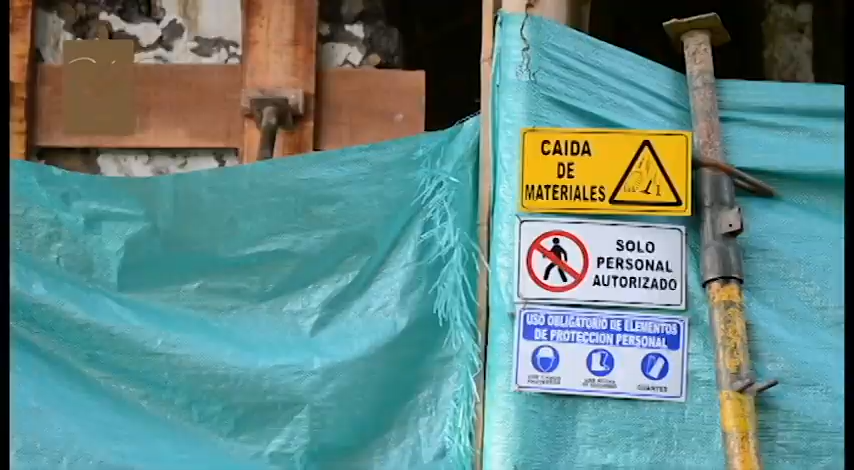 CAIDA
DE
MATERIALES
SOLO
PERSONAL
AUTORIZADO
USO OBLIGATORIO DE ELEMENTOS
DE PROTECCION PERSONAL
GUANTES